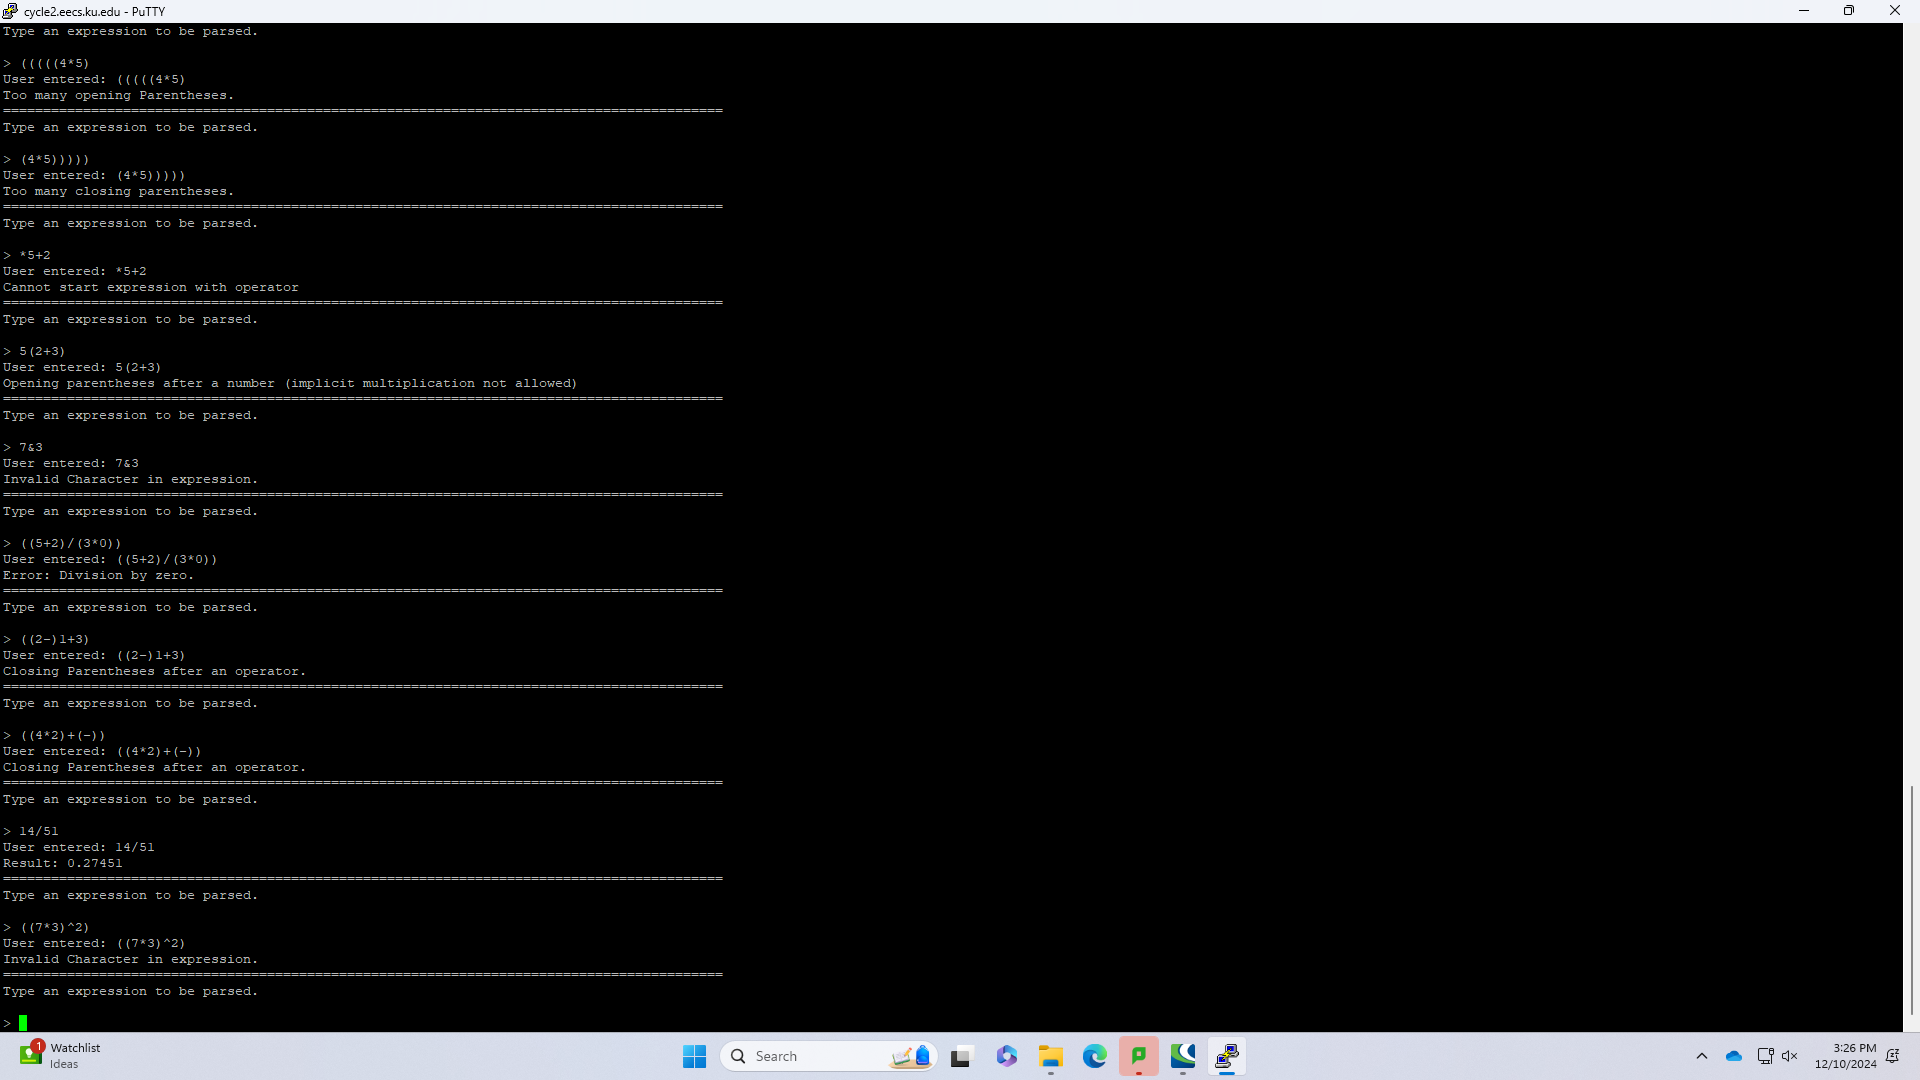 cycle2.eecs.ku.edu - PuTTY
Type an expression to be parsed.
> (((((4*5)
User entered: (((((4*5)
Too many opening Parentheses.
==========================================================================================
Type an expression to be parsed.
> (4*5)))))
User entered: (4*5)))))
Too many closing parentheses.
==========================================================================================
Type an expression to be parsed.
> *5+2
User entered: *5+2
Cannot start expression with operator
==========================================================================================
Type an expression to be parsed.
> 5(2+3)
User entered: 5(2+3)
Opening parentheses after a number (implicit multiplication not allowed)
==========================================================================================
Type an expression to be parsed.
> 7&3
User entered: 7&3
Invalid Character in expression.
==========================================================================================
Type an expression to be parsed.
> ((5+2)/(3*0))
User entered: ((5+2)/(3*0))
Error: Division by zero.
==========================================================================================
Type an expression to be parsed.
> ((2-)1+3)
User entered: ((2-)1+3)
Closing Parentheses after an operator.
==========================================================================================
Type an expression to be parsed.
> ((4*2)+(-))
User entered: ((4*2)+(-))
Closing Parentheses after an operator.
==========================================================================================
Type an expression to be parsed.
> 14/51
User entered: 14/51
Result: 0.27451
==========================================================================================
Type an expression to be parsed.
> ((7*3)^2)
User entered: ((7*3)^2)
Invalid Character in expression.
==========================================================================================
Type an expression to be parsed.
>
1
Watchlist
Ideas
Search
3:26 PM
12/10/2024